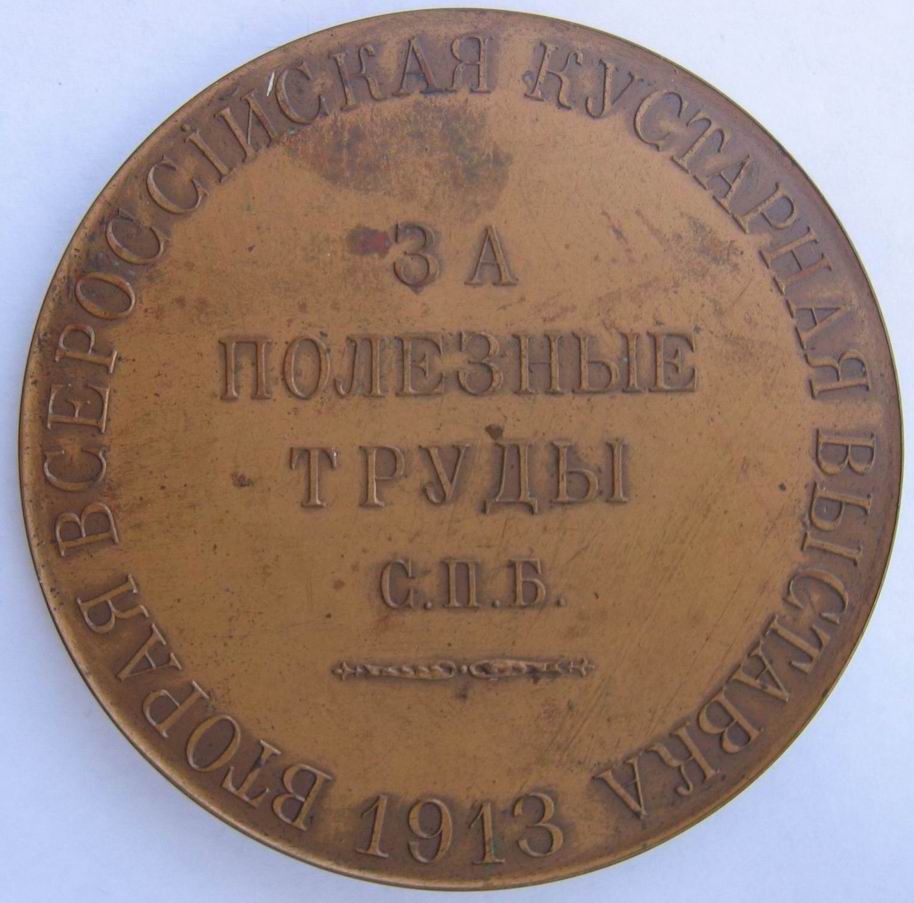 ВТОРАЯ ВСЕРОССІЙСКАЯ КУСТАРНАЯ ВЫСТАВКА
1913
ЗА
ПОЛЕЗНЫЕ
ТРУДЫ
С.П.Б.